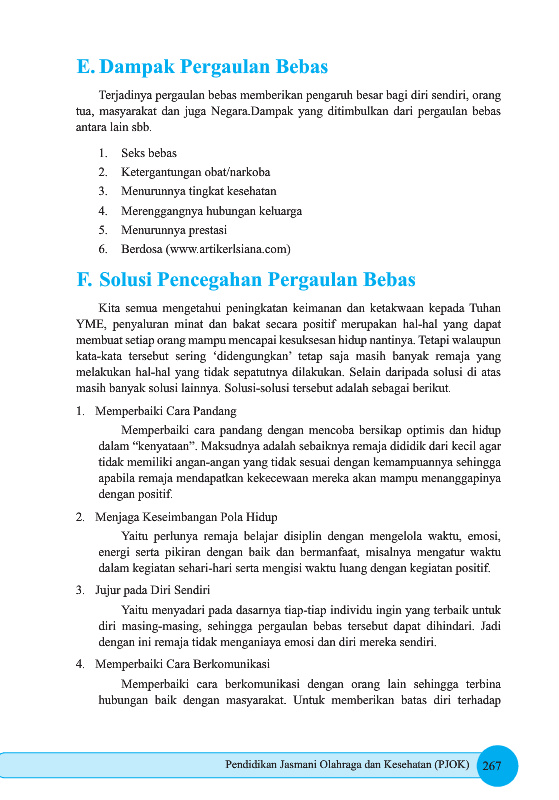 E. Dampak Pergaulan Bebas
Terjadinya pergaulan bebas memberikan pengaruh besar bagi diri sendiri, orang
tua, masyarakat dan juga Negara.Dampak yang ditimbulkan dari pergaulan bebas
antara lain sbb.
1. Seks bebas
2. Ketergantungan obat/narkoba
3. Menurunnya tingkat kesehatan
4. Merenggangnya hubungan keluarga
5. Menurunnya prestasi
6. Berdosa (www.artikerlsiana.com)
F. Solusi Pencegahan Pergaulan Bebas
Kita semua mengetahui peningkatan keimanan dan ketakwaan kepada Tuhan
YME, penyaluran minat dan bakat secara positif merupakan hal-hal yang dapat
membuat setiap orang mampu mencapai kesuksesan hidup nantinya. Tetapi walaupun
kata-kata tersebut sering ‘didengungkan’ tetap saja masih banyak remaja yang
melakukan hal-hal yang tidak sepatutnya dilakukan. Selain daripada solusi di atas
masih banyak solusi lainnya. Solusi-solusi tersebut adalah sebagai berikut.
1. Memperbaiki Cara Pandang
Memperbaiki cara pandang dengan mencoba bersikap optimis dan hidup
dalam “kenyataan”. Maksudnya adalah sebaiknya remaja dididik dari kecil agar
tidak memiliki angan-angan yang tidak sesuai dengan kemampuannya sehingga
apabila remaja mendapatkan kekecewaan mereka akan mampu menanggapinya
dengan positif.
2. Menjaga Keseimbangan Pola Hidup
Yaitu perlunya remaja belajar disiplin dengan mengelola waktu, emosi,
energi serta pikiran dengan baik dan bermanfaat, misalnya mengatur waktu
dalam kegiatan sehari-hari serta mengisi waktu luang dengan kegiatan positif.
3. Jujur pada Diri Sendiri
Yaitu menyadari pada dasarnya tiap-tiap individu ingin yang terbaik untuk
diri masing-masing, sehingga pergaulan bebas tersebut dapat dihindari. Jadi
dengan ini remaja tidak menganiaya emosi dan diri mereka sendiri.
4. Memperbaiki Cara Berkomunikasi
Memperbaiki cara berkomunikasi dengan orang lain sehingga terbina
hubungan baik dengan masyarakat. Untuk memberikan batas diri terhadap
Pendidikan Jasmani Olahraga dan Kesehatan (PJOK) 267